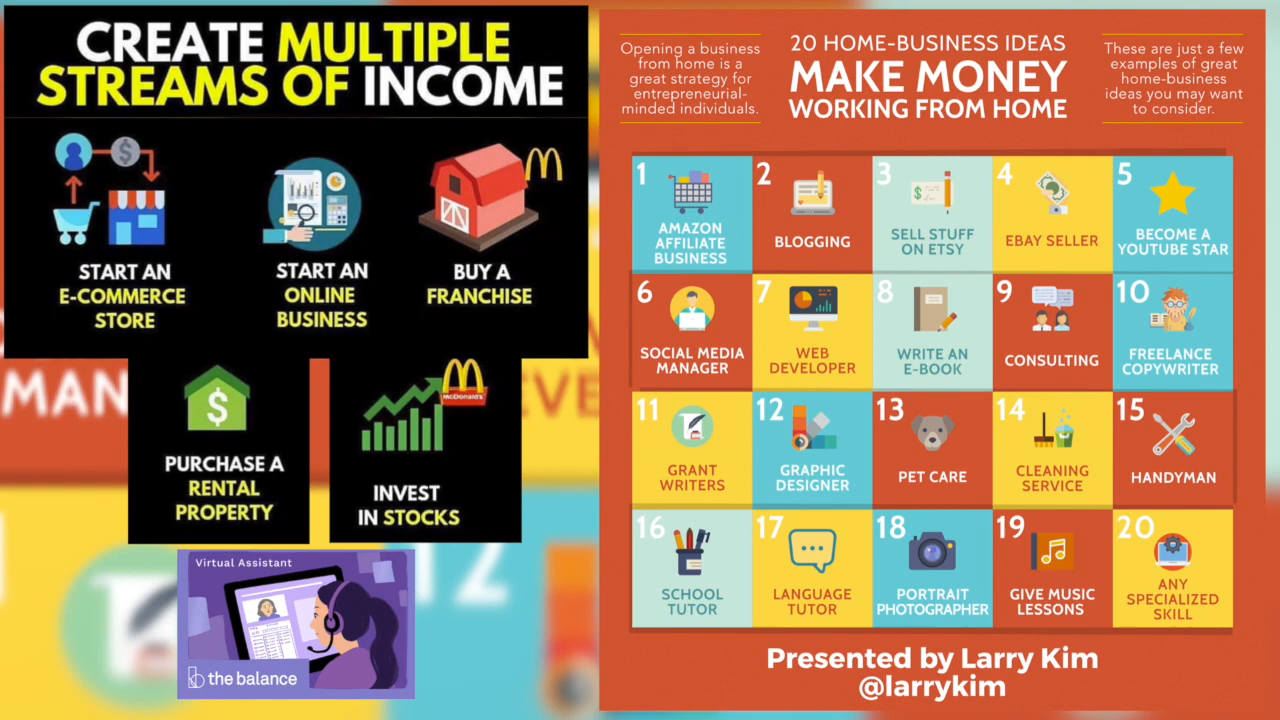 CREATE MULTIPLE
STREAMS OF INCOME
START AN
E-COMMERCE
STORE
START AN
ONLINE
BUSINESS
BUY A
FRANCHISE
PURCHASE A
RENTAL
PROPERTY
McDonald's
INVEST
IN STOCKS
MAN
EVE
12
Virtual Assistant
the balance
Opening a business
from home is a
great strategy for
entrepreneurial-
minded individuals.
20 HOME-BUSINESS IDEAS
MAKE MONEY
WORKING FROM HOME
These are just a few
examples of great
home-business
ideas you may want
to consider.
1
AMAZON
AFFILIATE
BUSINESS
2
BLOGGING
3
SELL STUFF
ON ETSY
4
EBAY SELLER
5
BECOME A
YOUTUBE STAR
6
SOCIAL MEDIA
MANAGER
7
WEB
DEVELOPER
8
WRITE AN
E-BOOK
9
CONSULTING
10
FREELANCE
COPYWRITER
11
GRANT
WRITERS
12
GRAPHIC
DESIGNER
13
PET CARE
14
CLEANING
SERVICE
15
HANDYMAN
16
SCHOOL
TUTOR
17
LANGUAGE
TUTOR
18
PORTRAIT
PHOTOGRAPHER
19
GIVE MUSIC
LESSONS
20
ANY
SPECIALIZED
SKILL
Presented by Larry Kim
@larrykim